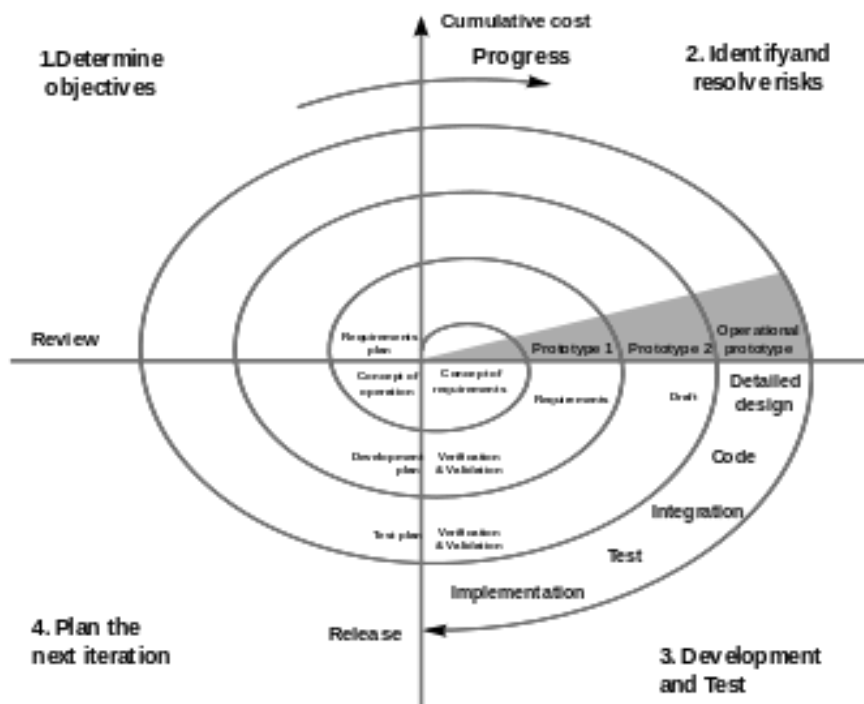 Cumulative cost
Progress
1.Determine
objectives
2. Identify and
resolve risks
Review
Requirements
plan
Concept of
operation
Concept of
requirements
Prototype 1
Prototype 2
Operational
prototype
Requirements
Draft
Detailed
design
Development
plan
Verification
& Validation
Code
Integration
Test plan
Verification
& Validation
Test
Implementation
Release
4. Plan the
next iteration
3. Development
and Test